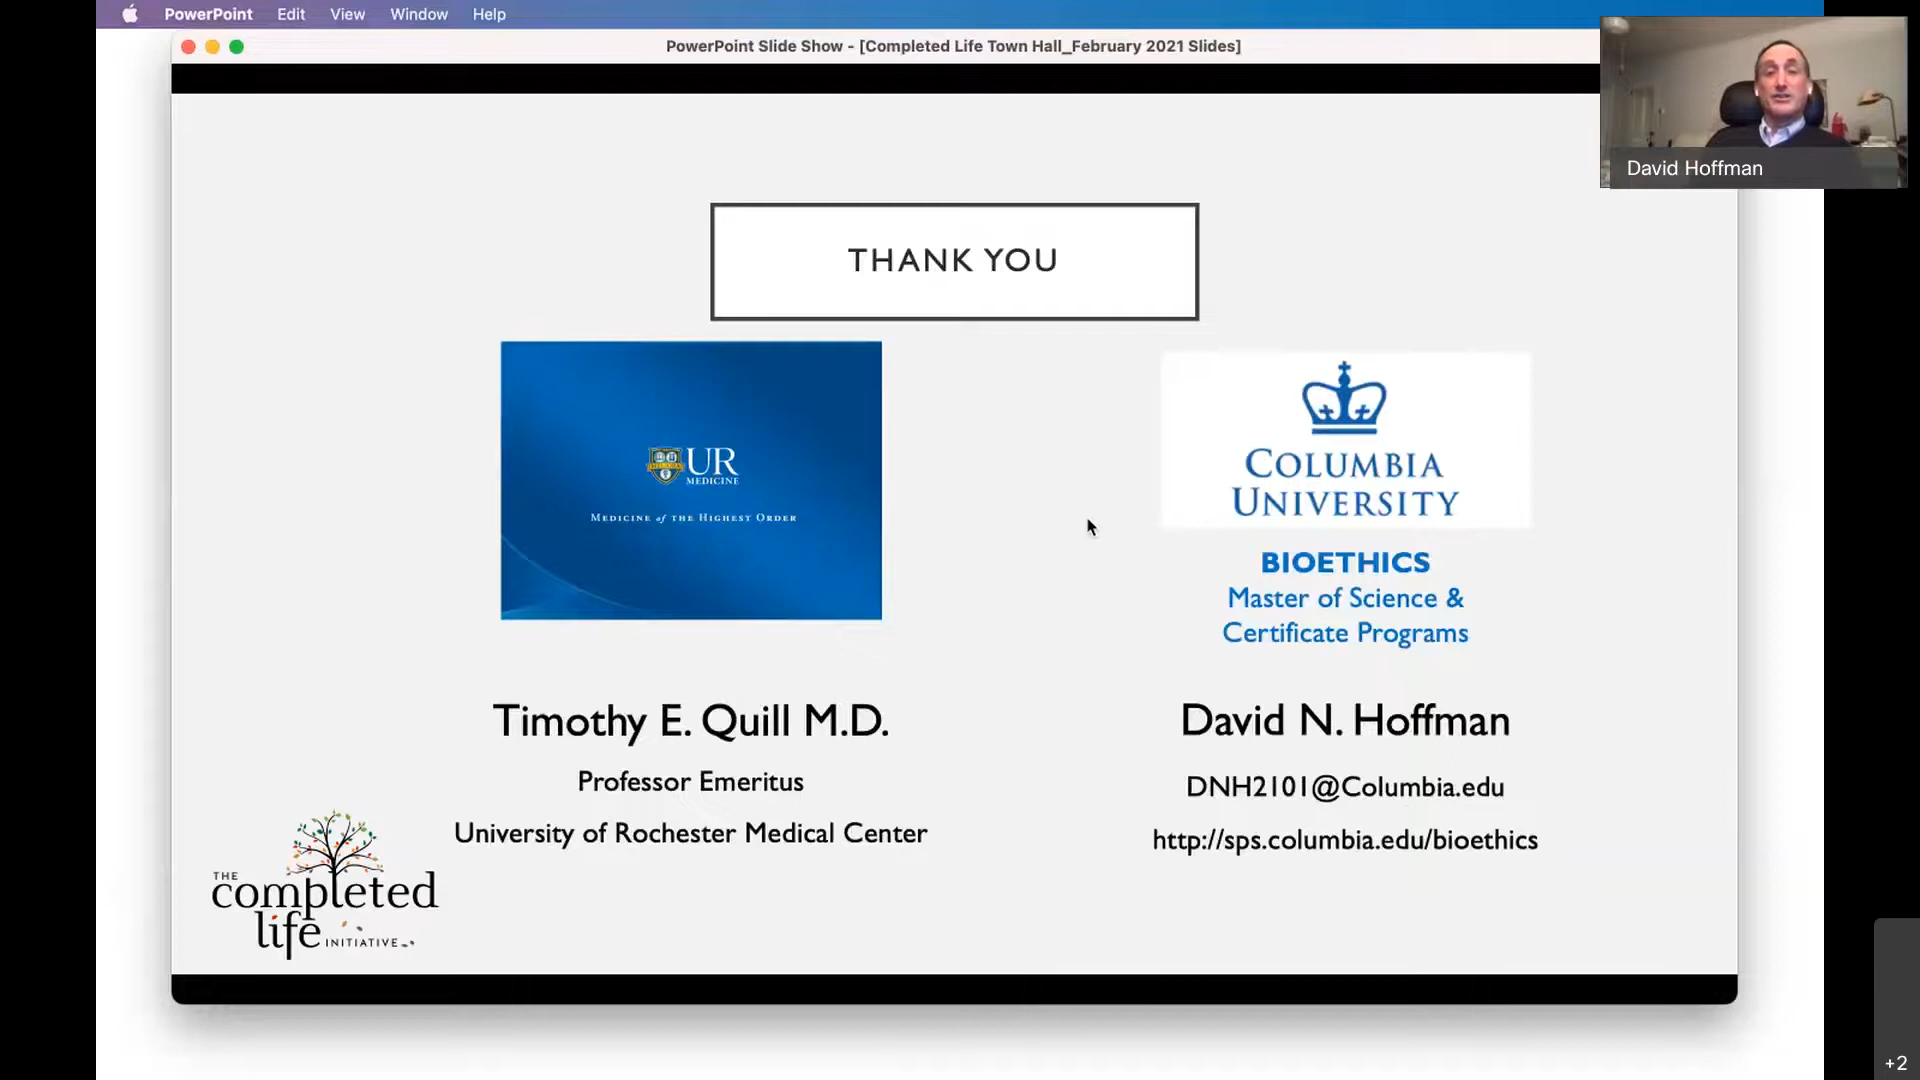 PowerPoint Edit View Window Help
PowerPoint Slide Show - [Completed Life Town Hall_February 2021 Slides]
David Hoffman
THANK YOU
UR
MEDICINE
MEDICINE of THE HIGHEST ORDER
COLUMBIA
UNIVERSITY
BIOETHICS
Master of Science &
Certificate Programs
Timothy E. Quill M.D.
Professor Emeritus
University of Rochester Medical Center
David N. Hoffman
DNH2101@Columbia.edu
http://sps.columbia.edu/bioethics
THE
completed
life INITIATIVE
+2